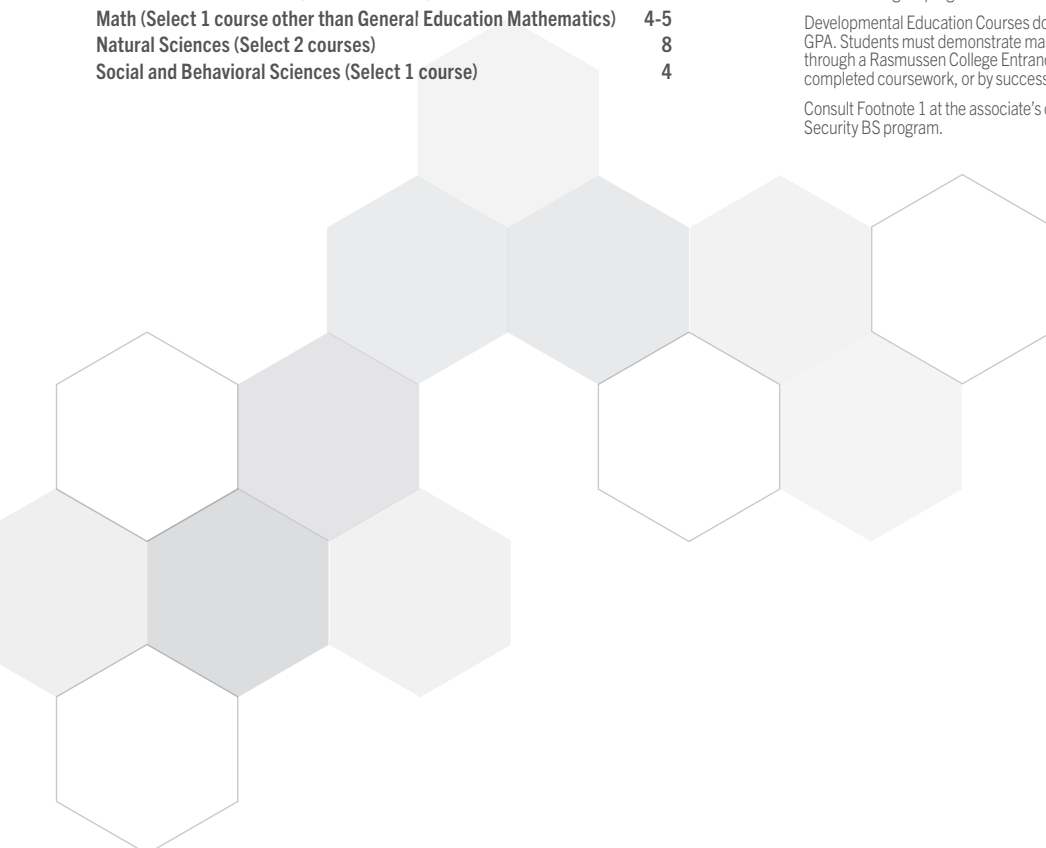 Math (Select 1 course other than General Education Mathematics) 4-5
Natural Sciences (Select 2 courses) 8
Social and Behavioral Sciences (Select 1 course) 4
Developmental Education Courses do
GPA. Students must demonstrate ma
through a Rasmussen College Entranc
completed coursework, or by success
Consult Footnote 1 at the associate's
Security BS program.